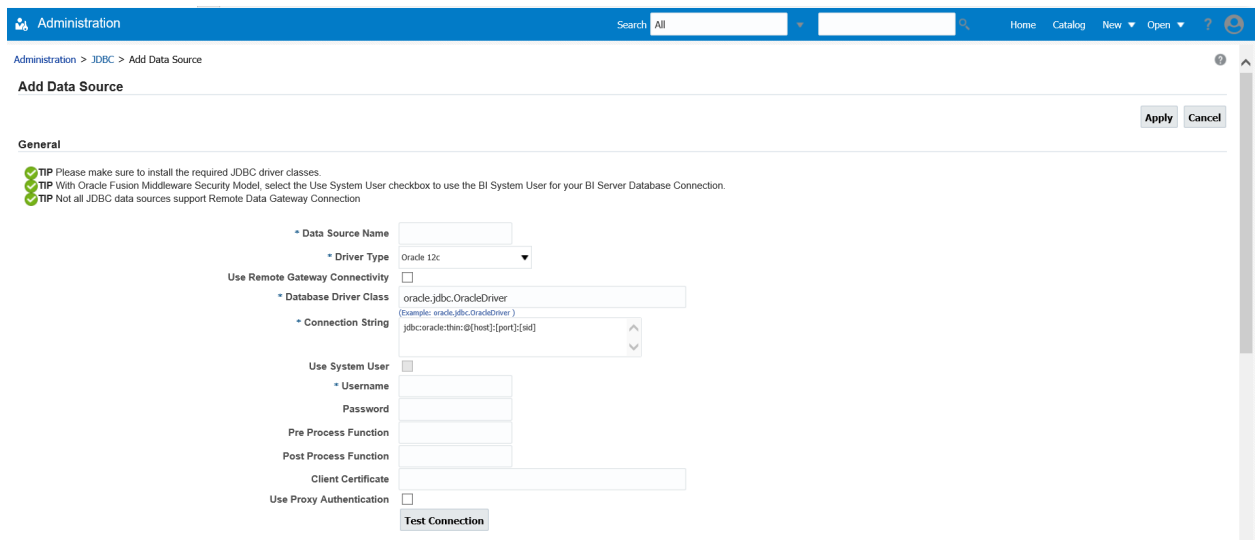 Administration
Search All
Home Catalog New Open ?
Administration > JDBC > Add Data Source
?
Add Data Source
Apply Cancel
General
TIP Please make sure to install the required JDBC driver classes.
TIP With Oracle Fusion Middleware Security Model, select the Use System User checkbox to use the BI System User for your BI Server Database Connection.
TIP Not all JDBC data sources support Remote Data Gateway Connection
* Data Source Name
* Driver Type Oracle 12c
Use Remote Gateway Connectivity
* Database Driver Class oracle.jdbc.OracleDriver
(Example: oracle.jdbc.OracleDriver )
* Connection String jdbc:oracle:thin:@[host]:[port]:[sid]
Use System User
* Username
Password
Pre Process Function
Post Process Function
Client Certificate
Use Proxy Authentication
Test Connection